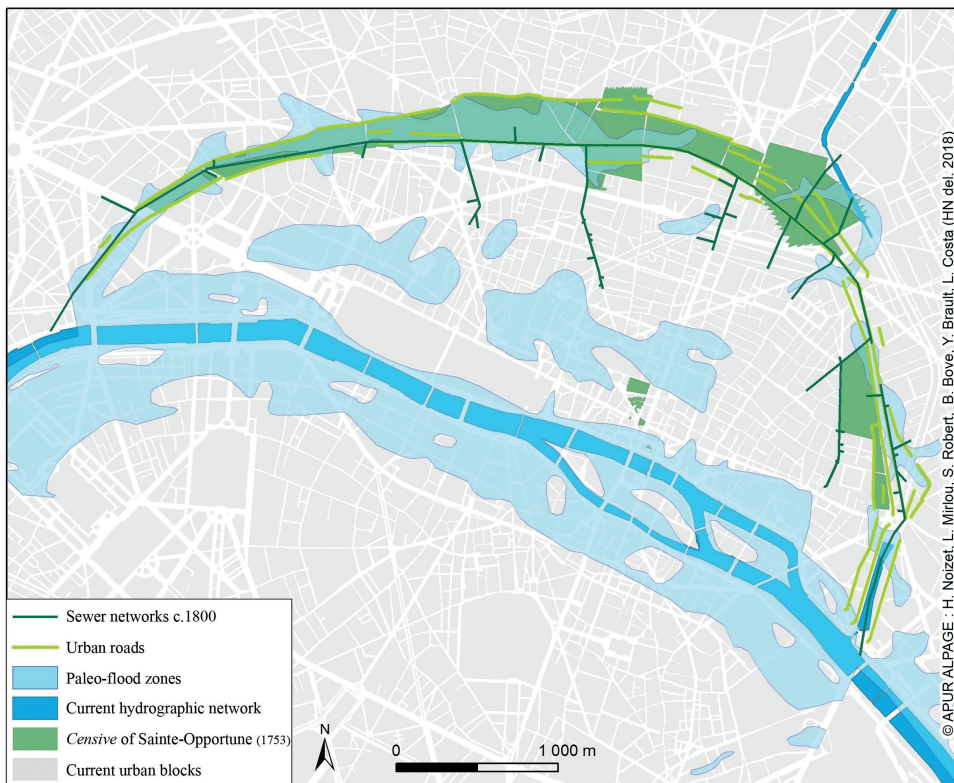 Sewer networks c.1800
Urban roads
Paleo-flood zones
Current hydrographic network
Censive of Sainte-Opportune (1753)
Current urban blocks
N
0 1 000 m
© APUR ALPAGE : H. Noizet, L. Mirlou, S. Robert, B. Bove, Y. Brault, L. Costa (HN del. 2018)